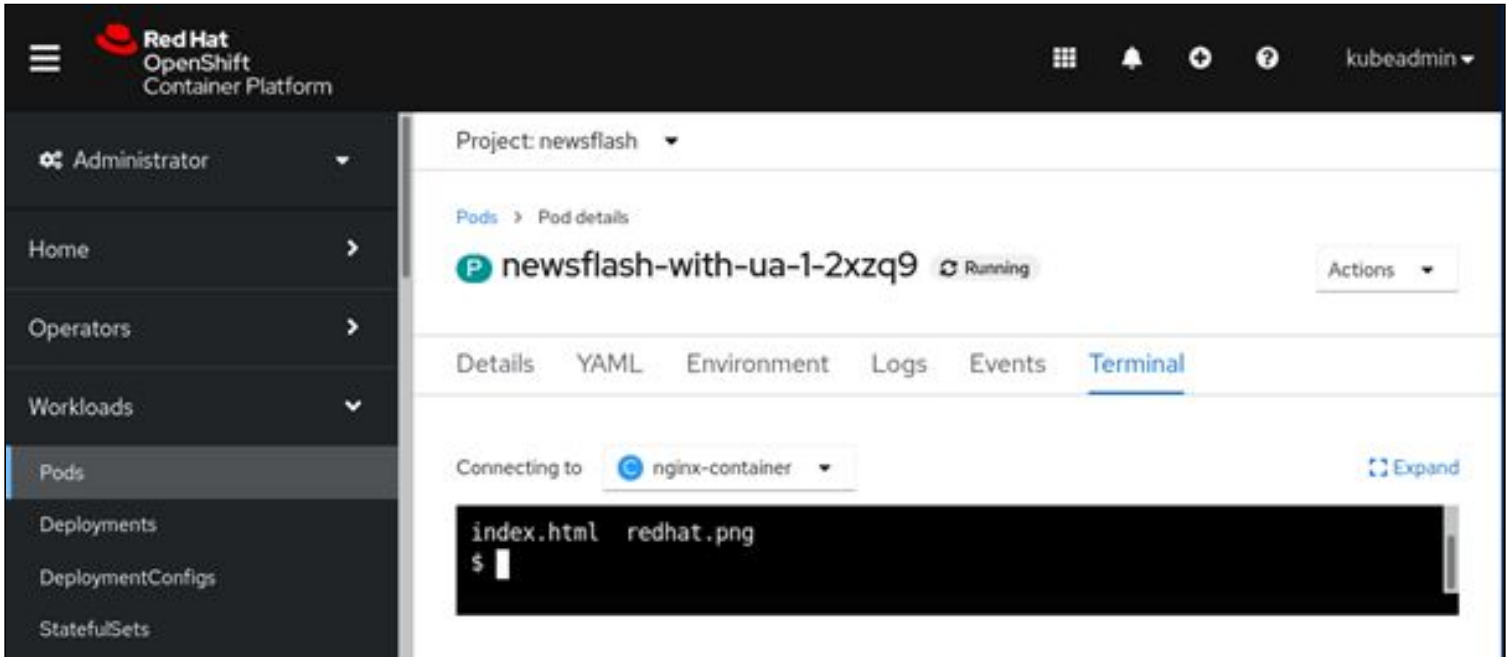 Red Hat
OpenShift
Container Platform
kubeadmin
Administrator
Home
Operators
Workloads
Pods
Deployments
DeploymentConfigs
StatefulSets
Project: newsflash
Pods > Pod details
P newsflash-with-ua-1-2xzq9 Running
Actions
Details YAML Environment Logs Events Terminal
Connecting to C nginx-container
Expand
index.html redhat.png
$